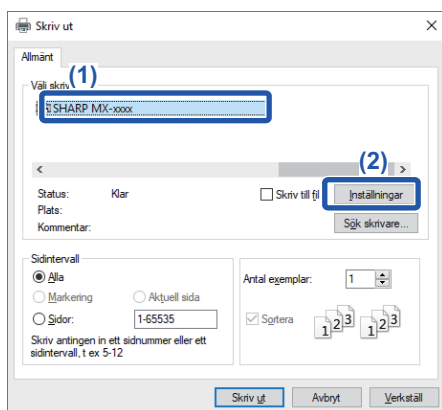 Skriv ut
Allmänt
Välj skriv
(1)
SHARP MX-xxxx
(2)
Status: Klar
Skriv till fil
Inställningar
Plats:
Kommentar:
Sök skrivare...
Sidintervall
Alla
Markering
Aktuell sida
Sidor:
1-65535
Skriv antingen in ett sidnummer eller ett
sidintervall, t ex 5-12
Antal exemplar:
1
Sortera
1 2 3
1 2 3
Skriv ut
Avbryt
Verkställ